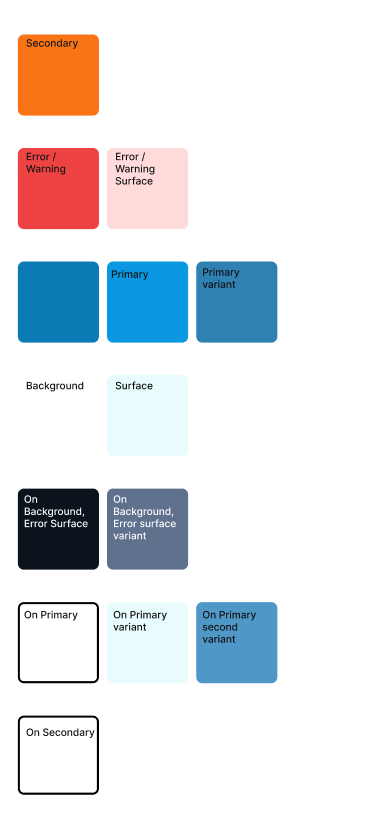 Secondary
Error /
Warning
Error /
Warning
Surface
Primary
Primary
variant
Background
Surface
On
Background,
Error Surface
On
Background,
Error surface
variant
On Primary
On Primary
variant
On Primary
second
variant
On Secondary